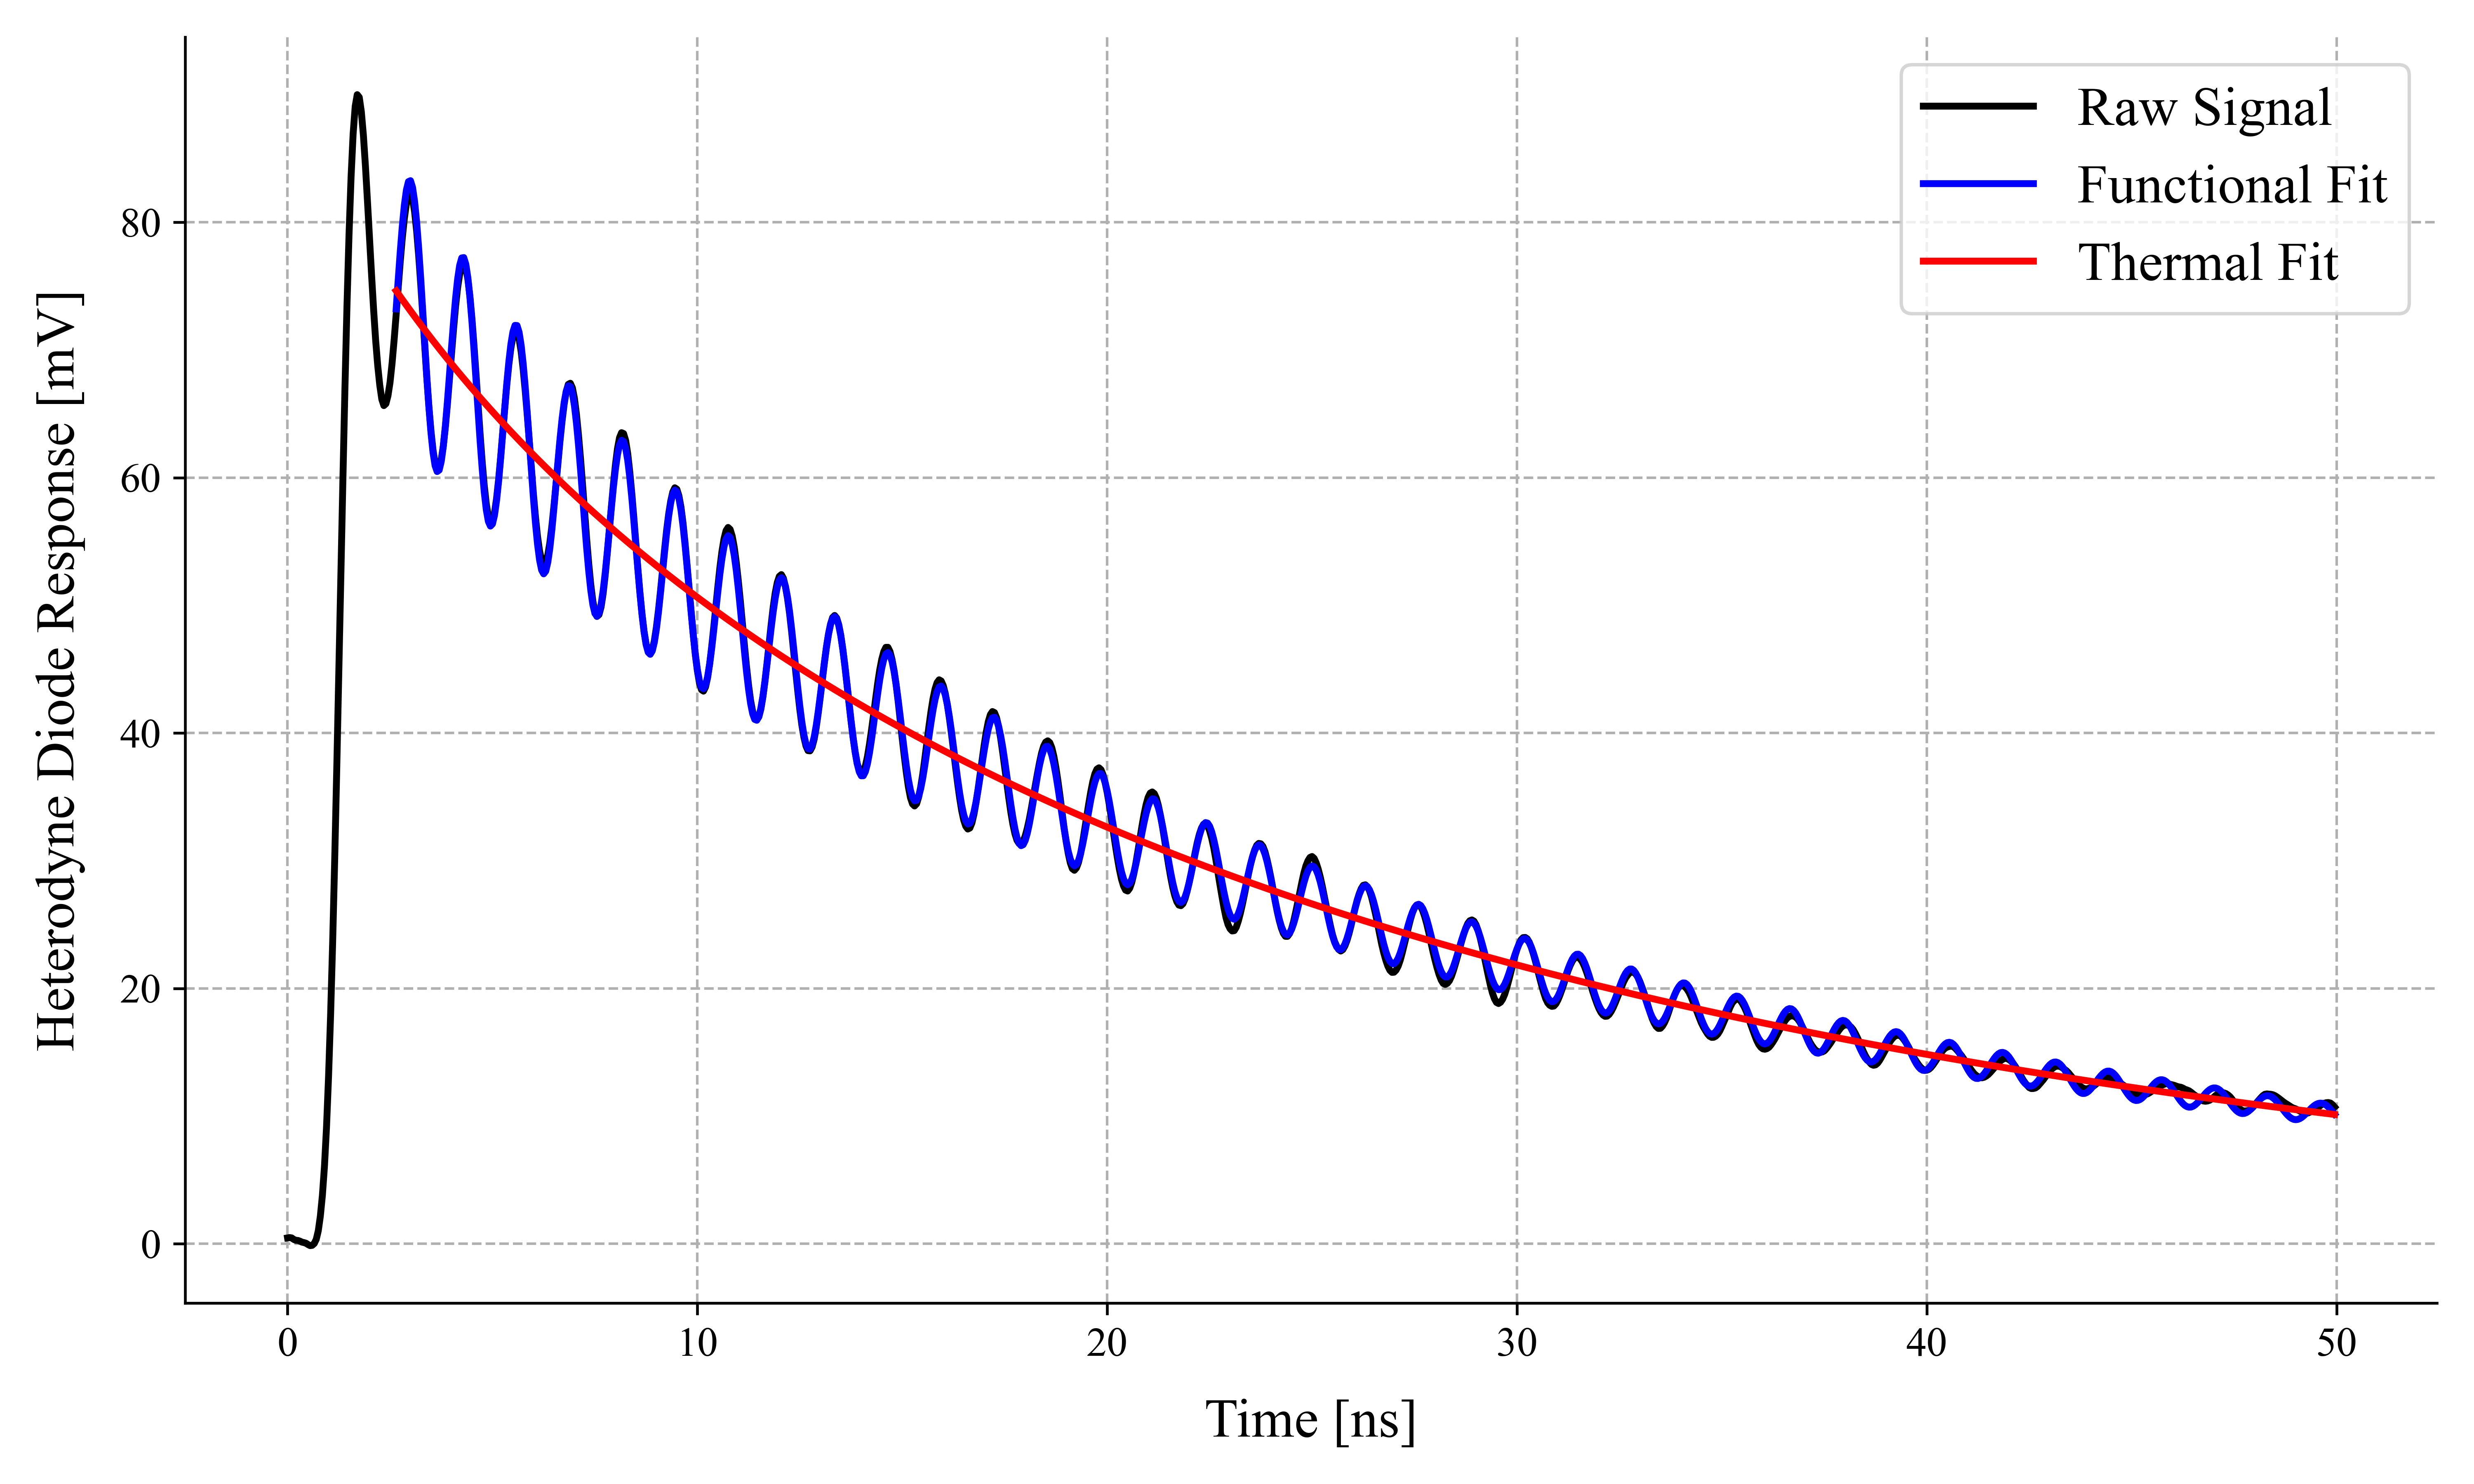 Raw Signal
Functional Fit
Thermal Fit
Heterodyne Diode Response [mV]
80
60
40
20
0
0 10 20 30 40 50
Time [ns]